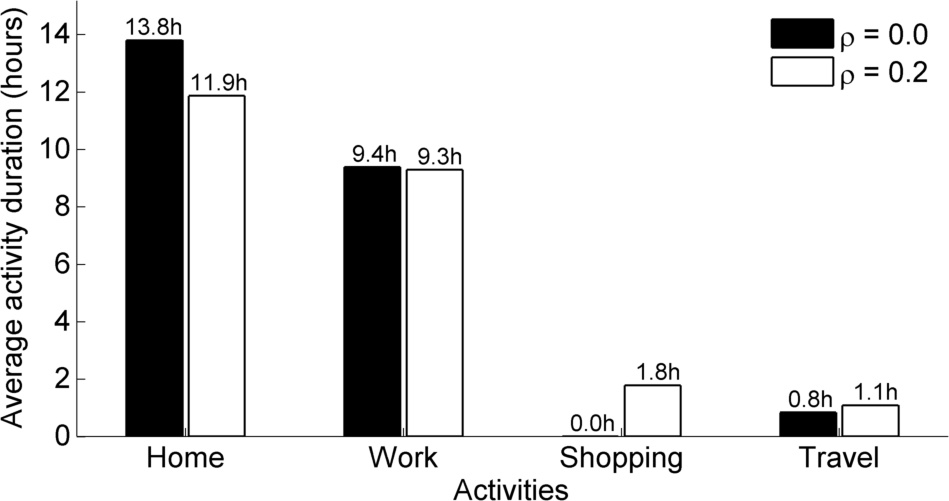 Average activity duration (hours)
14
12
10
8
6
4
2
0
13.8h
11.9h
9.4h
9.3h
0.0h
1.8h
0.8h
1.1h
ρ = 0.0
ρ = 0.2
Home
Work
Shopping
Travel
Activities